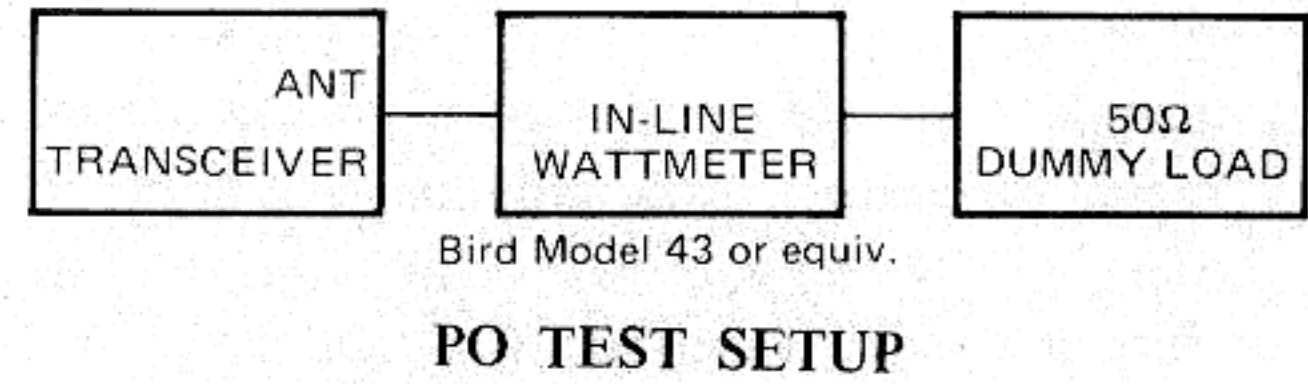 ANT
TRANSCEIVER
IN-LINE
WATTMETER
50Ω
DUMMY LOAD
Bird Model 43 or equiv.
PO TEST SETUP